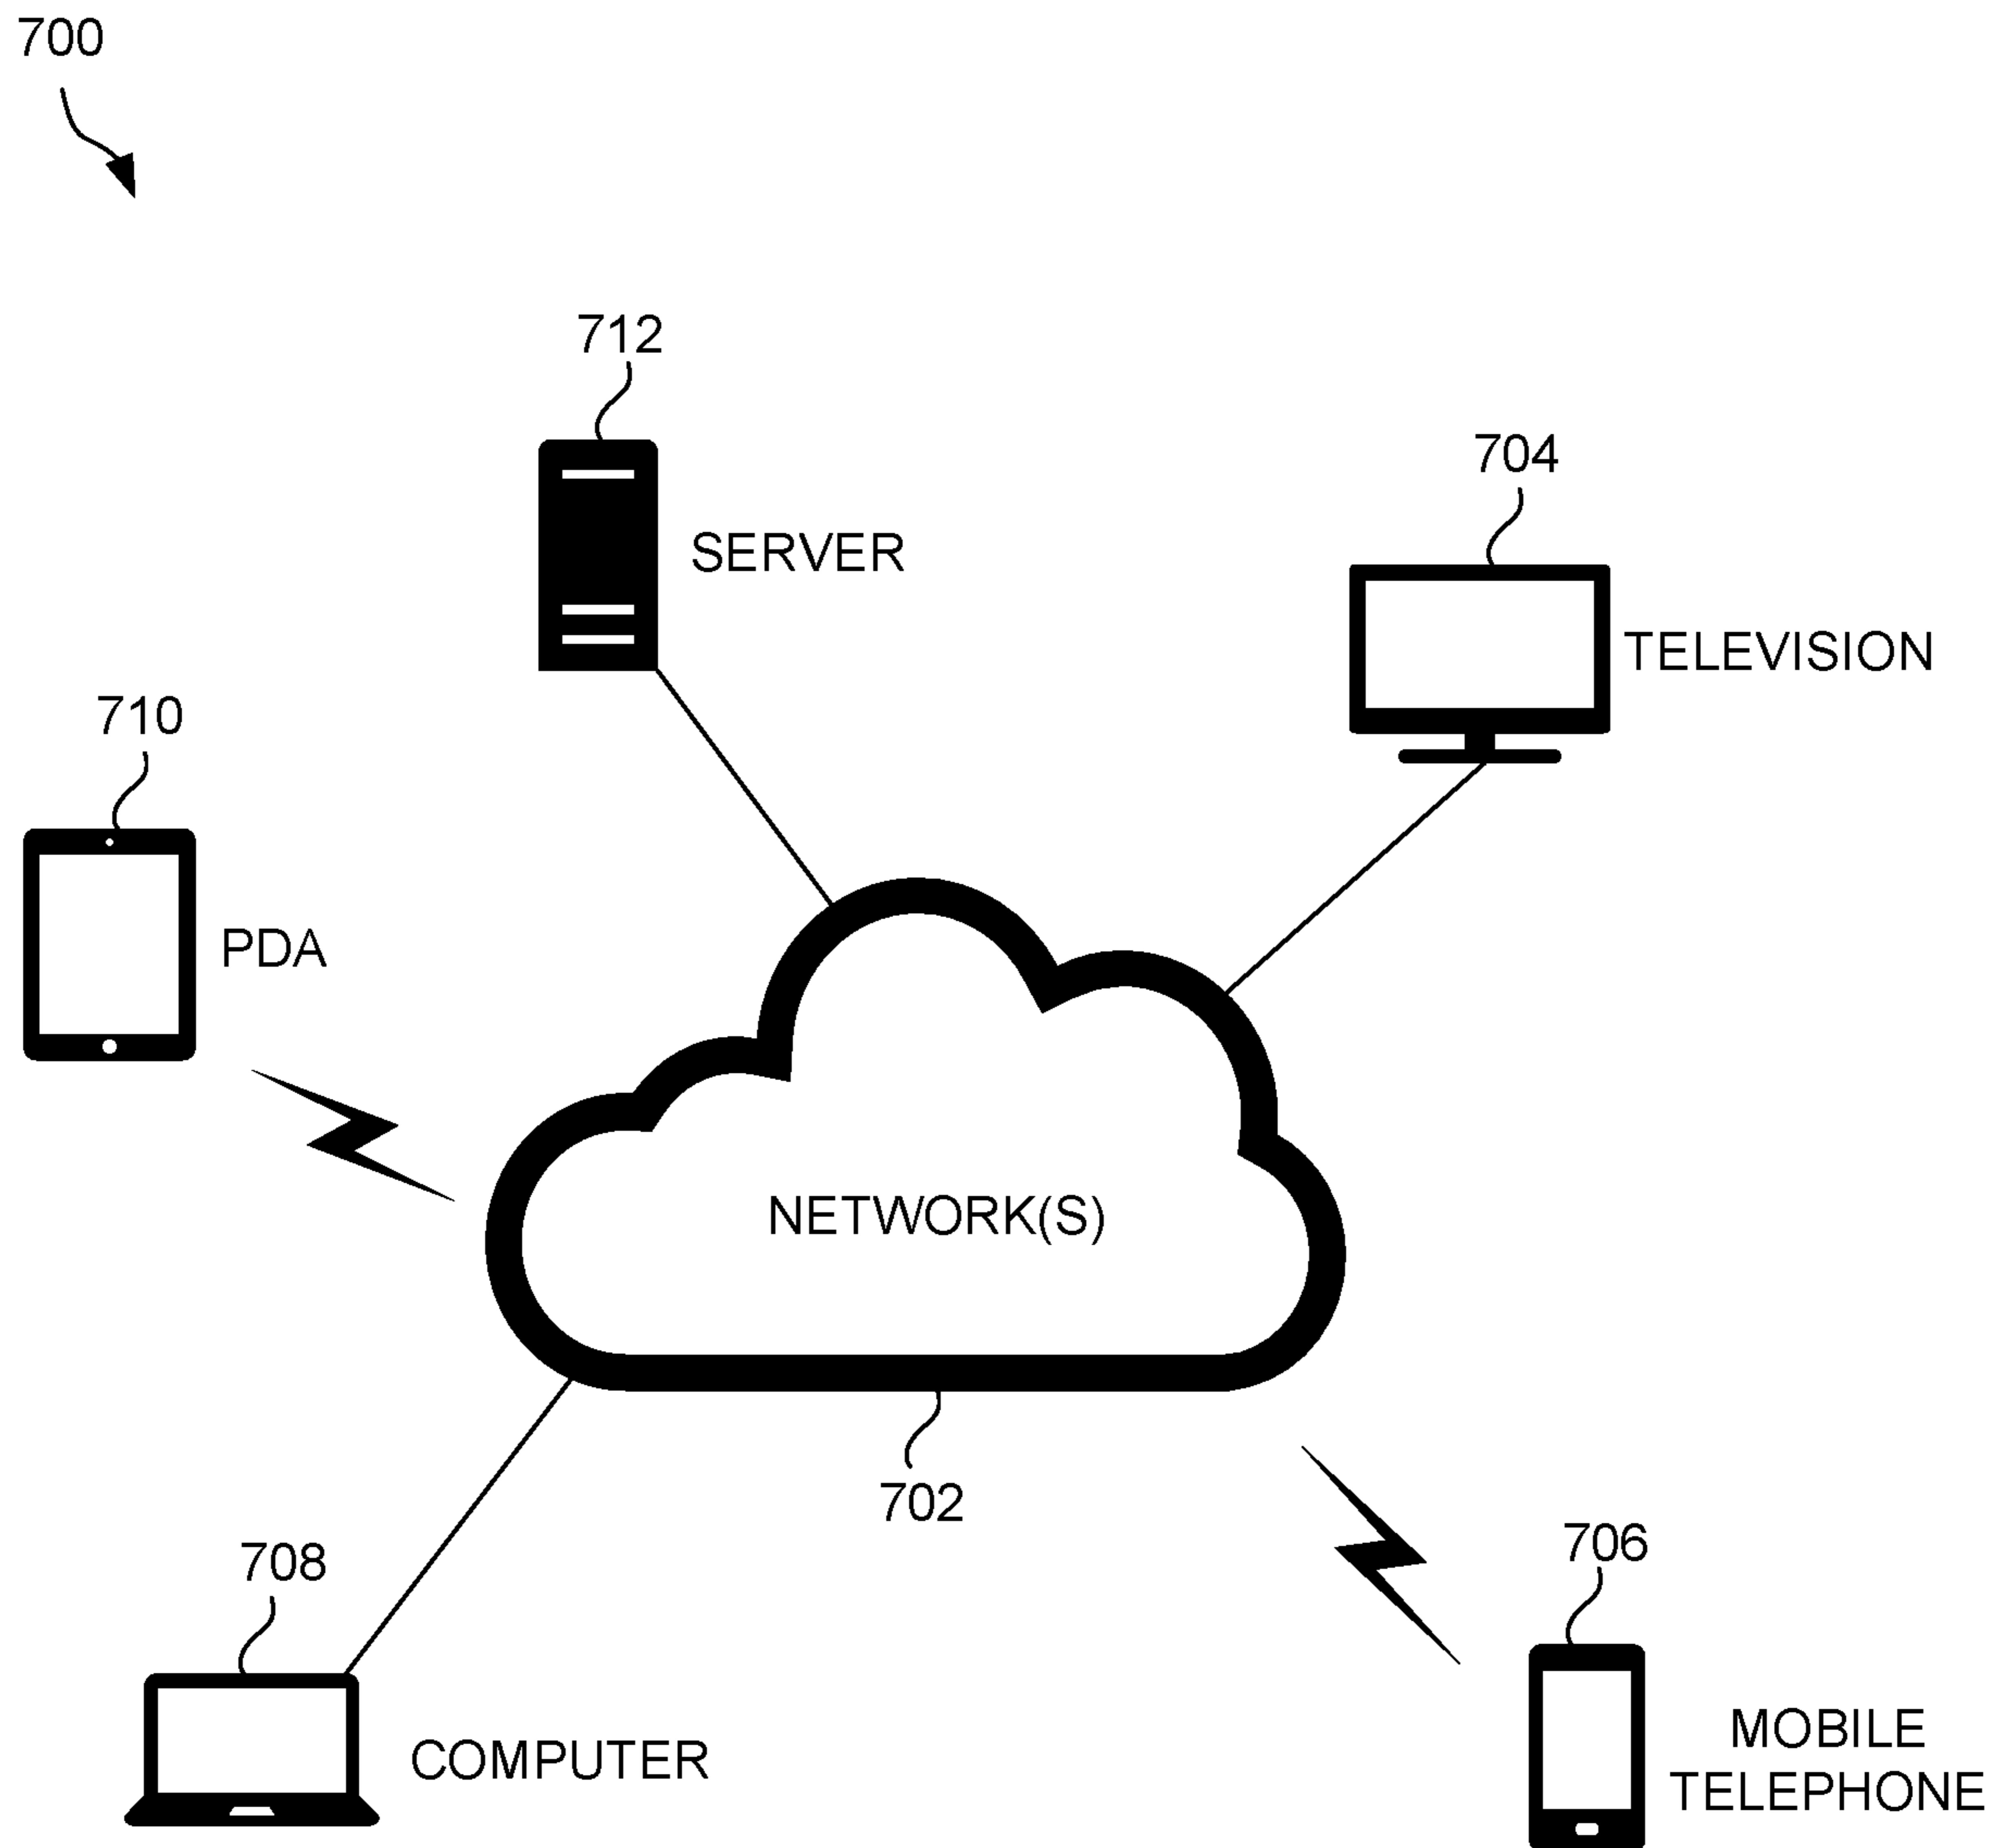 700
712
SERVER
704
TELEVISION
710
PDA
NETWORK(S)
702
708
COMPUTER
706
MOBILE
TELEPHONE